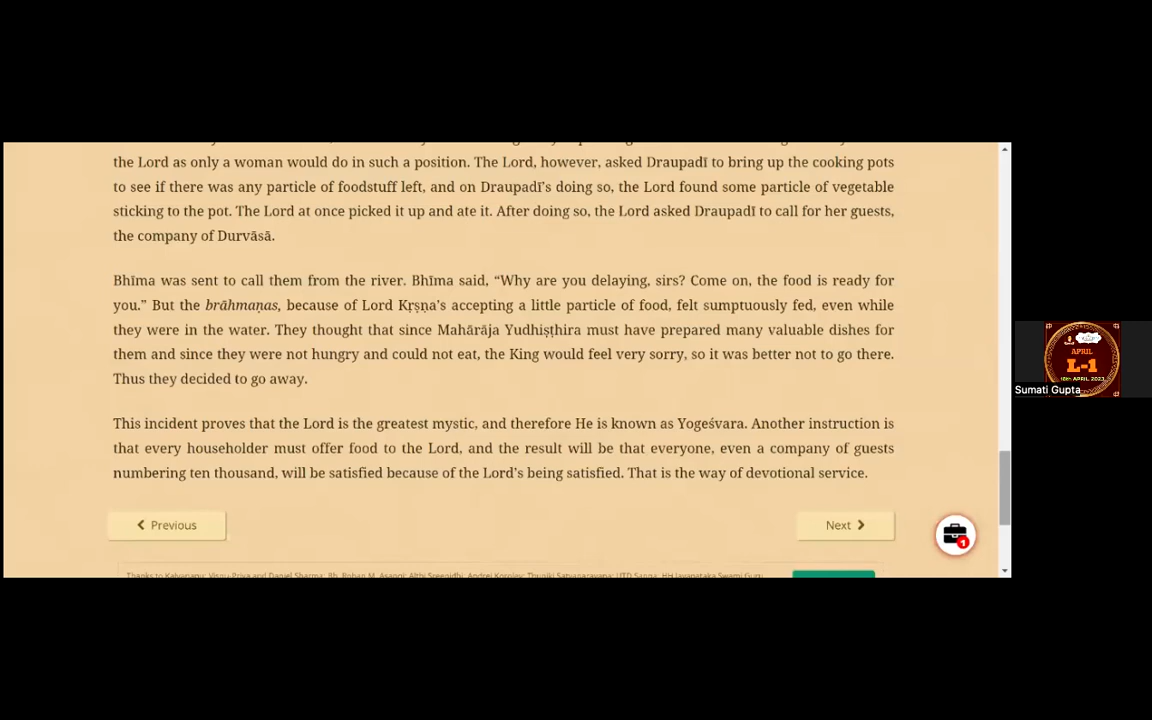 the Lord as only a woman would do in such a position. The Lord, however, asked Draupadī to bring up the cooking pots
to see if there was any particle of foodstuff left, and on Draupadī's doing so, the Lord found some particle of vegetable
sticking to the pot. The Lord at once picked it up and ate it. After doing so, the Lord asked Draupadī to call for her guests,
the company of Durvāsā.
Bhīma was sent to call them from the river. Bhīma said, “Why are you delaying, sirs? Come on, the food is ready for
you.” But the brāhmaṇas, because of Lord Kṛṣṇa's accepting a little particle of food, felt sumptuously fed, even while
they were in the water. They thought that since Mahārāja Yudhiṣṭhira must have prepared many valuable dishes for
them and since they were not hungry and could not eat, the King would feel very sorry, so it was better not to go there.
Thus they decided to go away.
This incident proves that the Lord is the greatest mystic, and therefore He is known as Yogeśvara. Another instruction is
that every householder must offer food to the Lord, and the result will be that everyone, even a company of guests
numbering ten thousand, will be satisfied because of the Lord's being satisfied. That is the way of devotional service.
Previous
Next
1
APRIL
L-1
18th APRIL 2023
Sumati Gupta